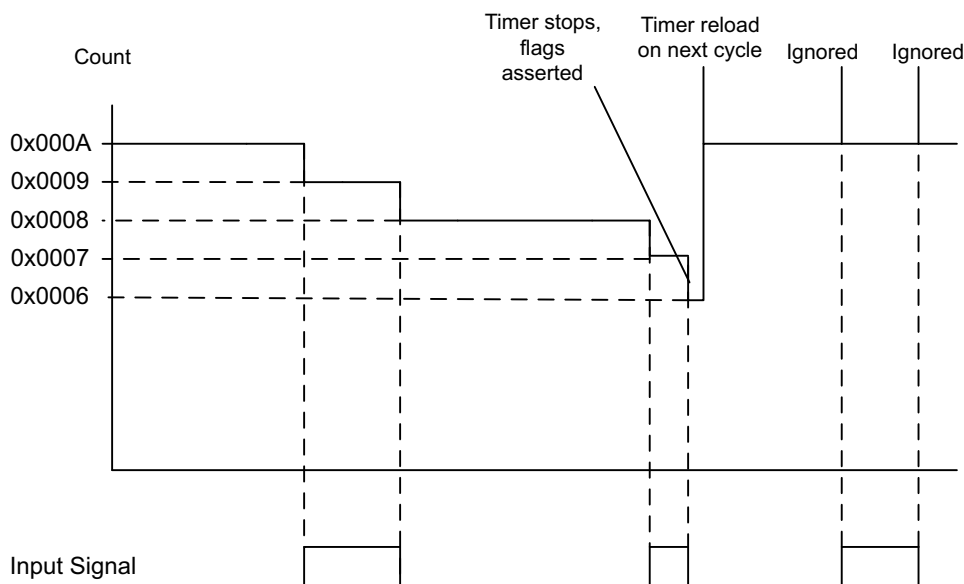 Timer stops,
flags
asserted
Timer reload
on next cycle
Ignored
Ignored
Count
0x000A
0x0009
0x0008
0x0007
0x0006
Input Signal